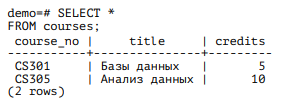 demo=# SELECT *
FROM courses;
course_no | title | credits
-----------+---------------+---------
CS301 | Базы данных | 5
CS305 | Анализ данных | 10
(2 rows)